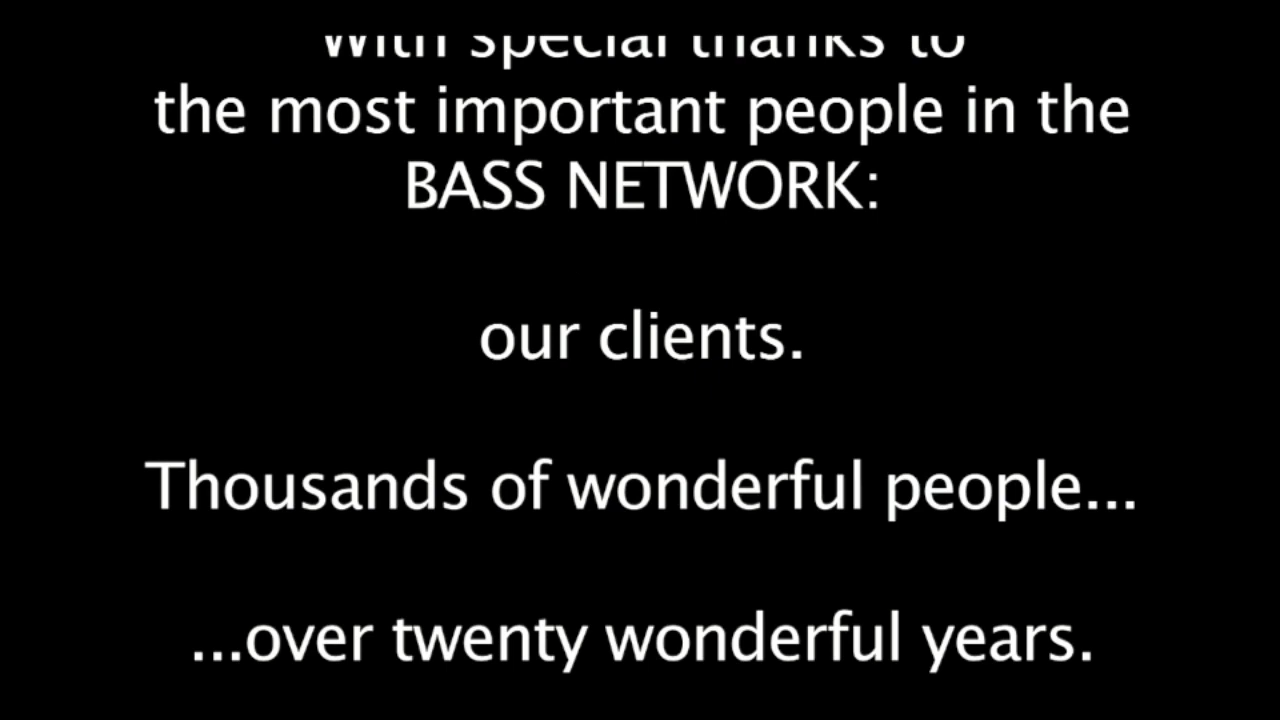 With special thanks to
the most important people in the
BASS NETWORK:
our clients.
Thousands of wonderful people...
...over twenty wonderful years.